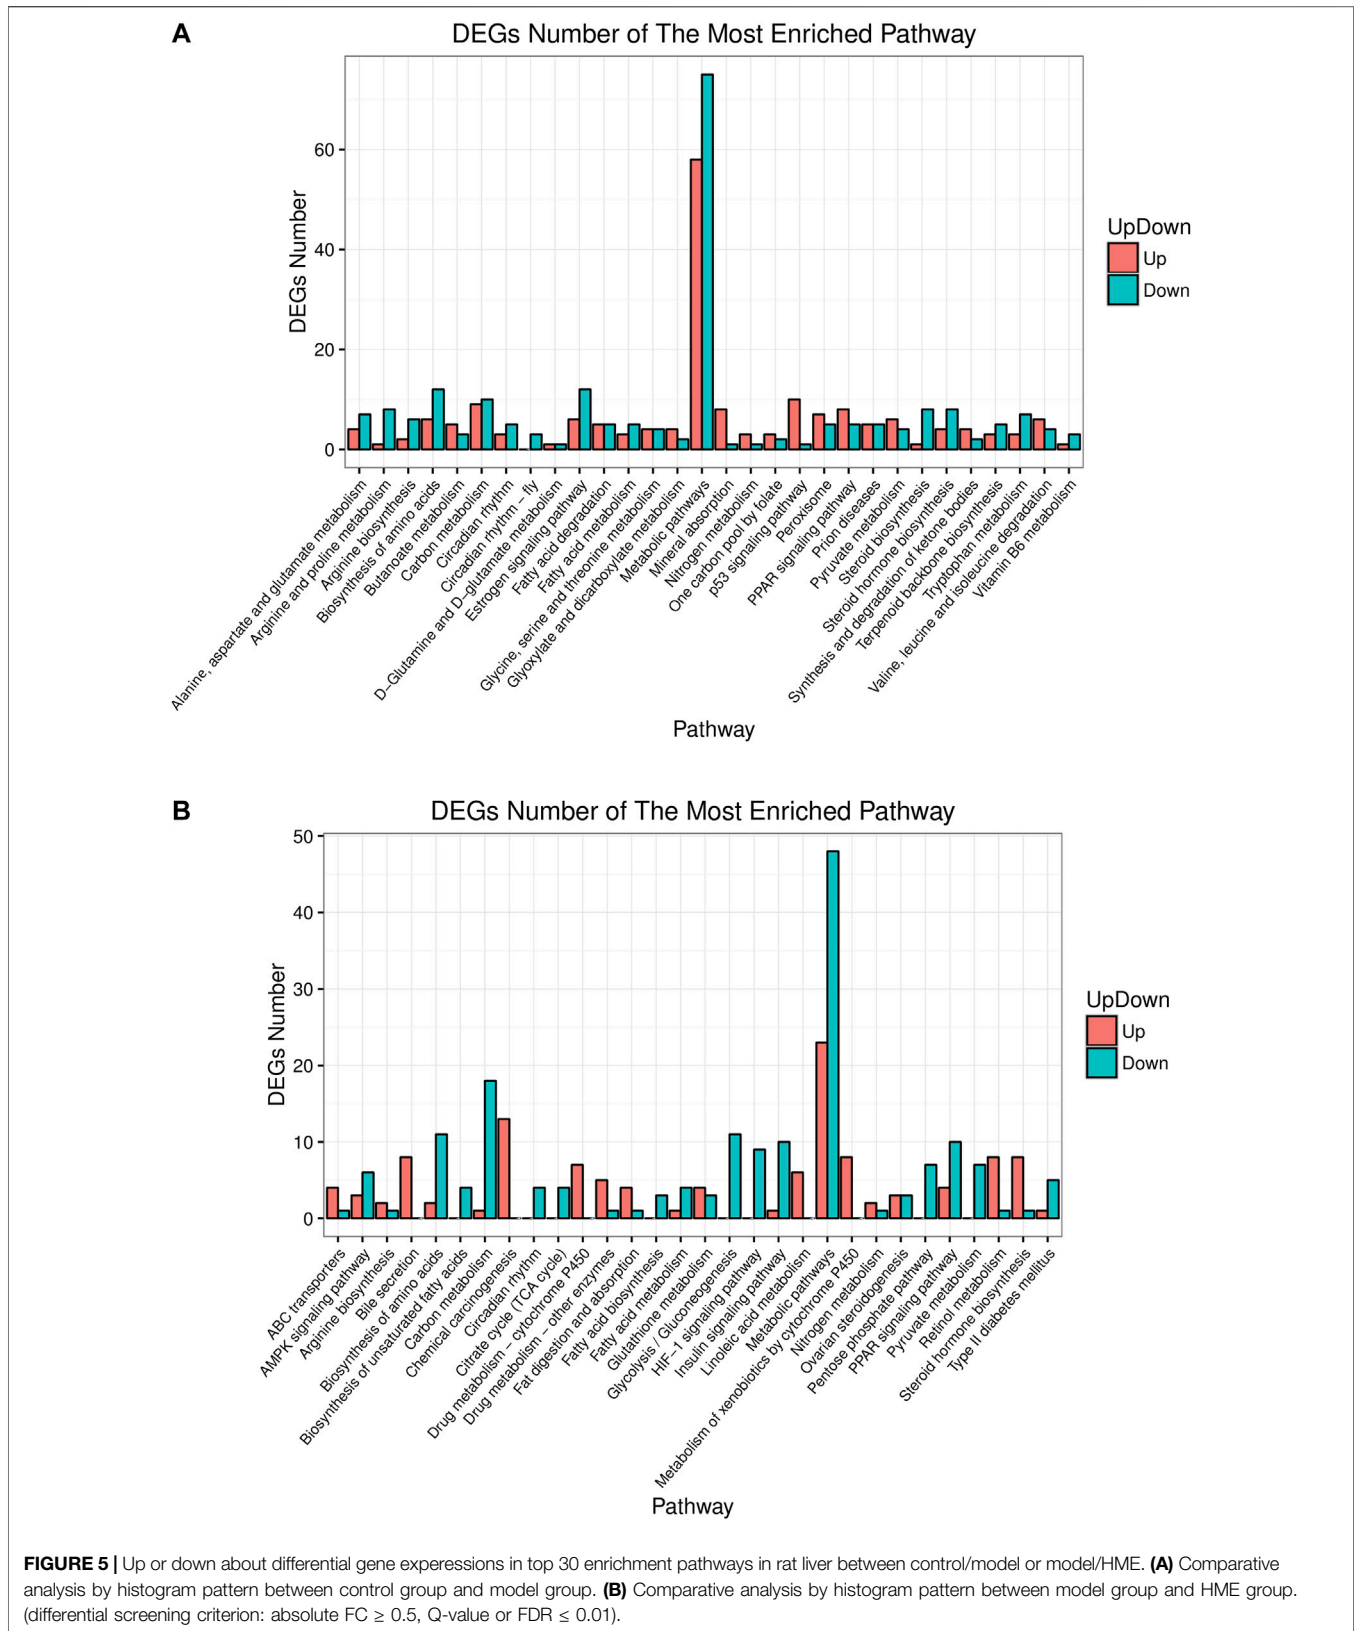 A
DEGs Number of The Most Enriched Pathway
60
40
20
0
DEGs Number
UpDown
Up
Down
Alanine, aspartate and glutamate metabolism
Arginine and proline metabolism
Arginine biosynthesis
Biosynthesis of amino acids
Butanoate metabolism
Carbon metabolism
Circadian rhythm
Circadian rhythm − fly
D−Glutamine and D−glutamate metabolism
Estrogen signaling pathway
Fatty acid degradation
Fatty acid metabolism
Glycine, serine and threonine metabolism
Glyoxylate and dicarboxylate metabolism
Metabolic pathways
Mineral absorption
Nitrogen metabolism
One carbon pool by folate
p53 signaling pathway
Peroxisome
PPAR signaling pathway
Prion diseases
Pyruvate metabolism
Steroid biosynthesis
Steroid hormone biosynthesis
Synthesis and degradation of ketone bodies
Terpenoid backbone biosynthesis
Tryptophan metabolism
Valine, leucine and isoleucine degradation
Vitamin B6 metabolism
Pathway
B
DEGs Number of The Most Enriched Pathway
50
40
30
20
10
0
DEGs Number
UpDown
Up
Down
ABC transporters
AMPK signaling pathway
Arginine biosynthesis
Bile secretion
Biosynthesis of amino acids
Biosynthesis of unsaturated fatty acids
Carbon metabolism
Chemical carcinogenesis
Circadian rhythm
Citrate cycle (TCA cycle)
Drug metabolism − cytochrome P450
Drug metabolism − other enzymes
Fat digestion and absorption
Fatty acid biosynthesis
Fatty acid metabolism
Glutathione metabolism
Glycolysis / Gluconeogenesis
HIF−1 signaling pathway
Insulin signaling pathway
Linoleic acid metabolism
Metabolic pathways
Metabolism of xenobiotics by cytochrome P450
Nitrogen metabolism
Ovarian steroidogenesis
Pentose phosphate pathway
PPAR signaling pathway
Pyruvate metabolism
Retinol metabolism
Steroid hormone biosynthesis
Type II diabetes mellitus
Pathway
FIGURE 5 | Up or down about differential gene experessions in top 30 enrichment pathways in rat liver between control/model or model/HME. (A) Comparative
analysis by histogram pattern between control group and model group. (B) Comparative analysis by histogram pattern between model group and HME group.
(differential screening criterion: absolute FC ≥ 0.5, Q-value or FDR ≤ 0.01).